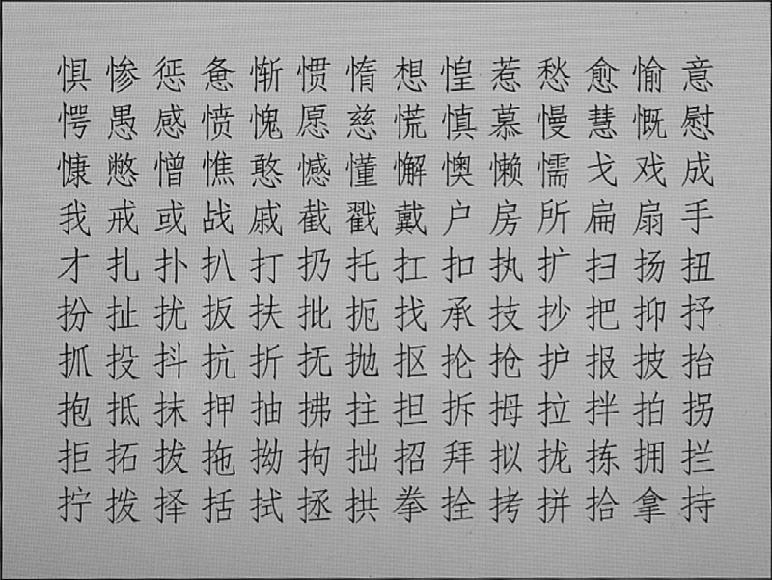 惧惨惩惫惭惯惰想惶惹愁愈愉意
愕愚感愤愧愿慈慌慎慕慢慧慨慰
慷憋憎憔憨憾懂懈懊懒懦戈戏成
我戒或战戚截戳戴户房所扁扇手
才扎扑扒打扔托扛扣执扩扫扬扭
扮扯扰扳扶批扼找承技抄把抑抒
抓投抖抗折抚抛抠抡抢护报披抬
抱抵抹押抽拂拄担拆拇拉拌拍拐
拒拓拔拖拗拘拙招拜拟拢拣拥拦
拧拨择括拭拯拱拳拴拷拼拾拿持